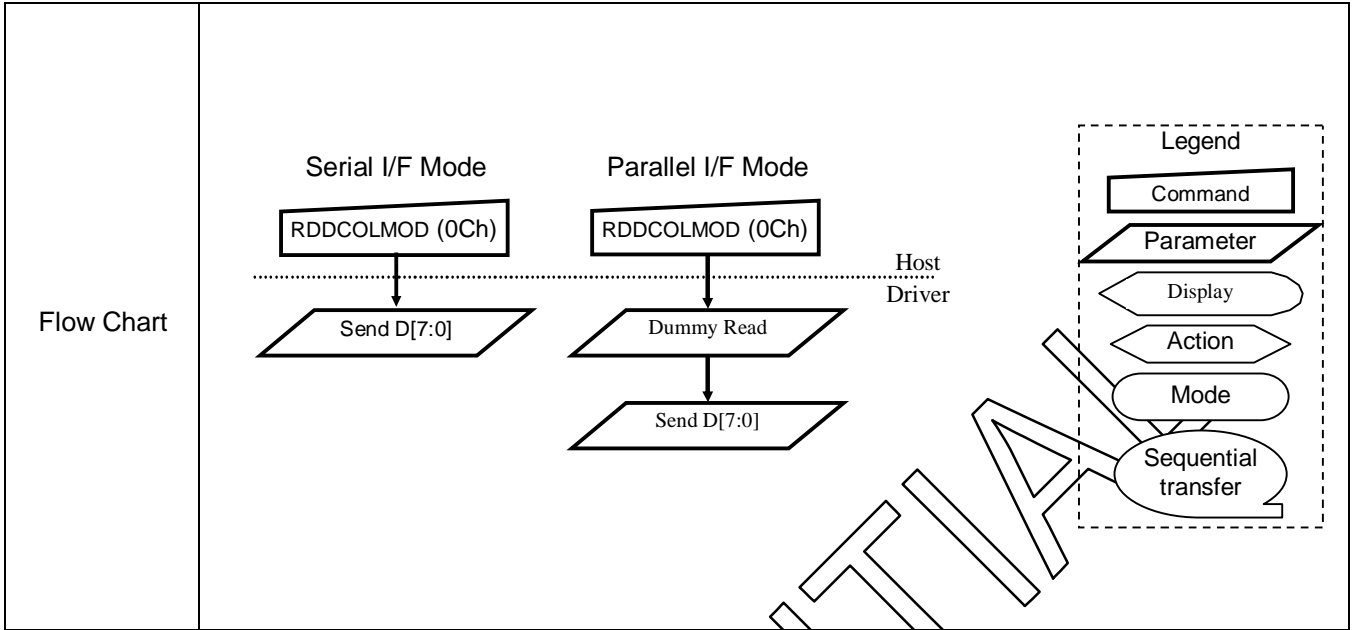 Flow Chart
Serial I/F Mode
Parallel I/F Mode
RDDCOLMOD (0Ch)
RDDCOLMOD (0Ch)
Host
Driver
Send D[7:0]
Dummy Read
Send D[7:0]
Legend
Command
Parameter
Display
Action
Mode
Sequential
transfer
TIAL